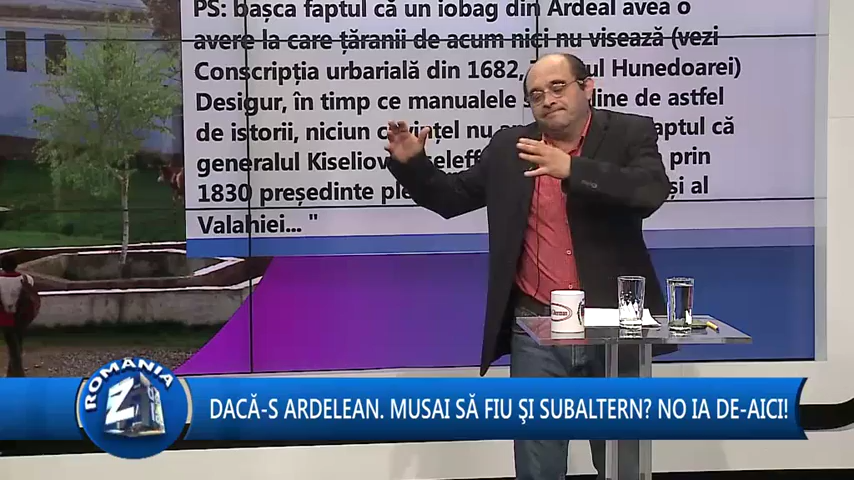 PS: bașca faptul că un iobag din Ardeal avea o
avere la care țăranii de acum nici nu visează (vezi
Conscripția urbarială din 1682, Hunedoarei)
Desigur, în timp ce manualele de astfel
de istorii, niciun nu faptul că
generalul prin
1830 președinte și al
Valahiei... "
ROMANIA
Z
DACĂ-S ARDELEAN. MUSAI SĂ FIU ŞI SUBALTERN? NO IA DE-AICI!